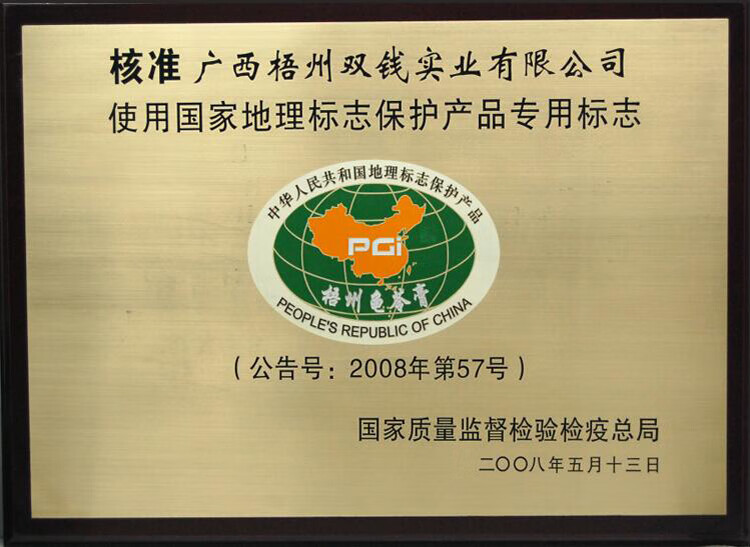 核准 广西梧州双钱实业有限公司
使用国家地理标志保护产品专用标志
中华人民共和国地理标志保护产品
PGi
梧州龟苓膏
PEOPLE'S REPUBLIC OF CHINA
（公告号：2008年第57号）
国家质量监督检验检疫总局
二〇〇八年五月十三日